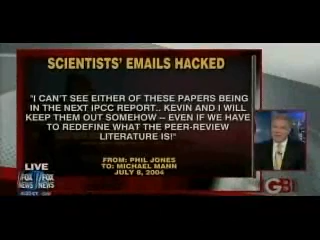 SCIENTISTS' EMAILS HACKED
"I CAN'T SEE EITHER OF THESE PAPERS BEING
IN THE NEXT IPCC REPORT.. KEVIN AND I WILL
KEEP THEM OUT SOMEHOW -- EVEN IF WE HAVE
TO REDEFINE WHAT THE PEER-REVIEW
LITERATURE IS!"
FROM: PHIL JONES
TO: MICHAEL MANN
JULY 8, 2004
LIVE
FOX
NEWS
FOX
NEWS
GB